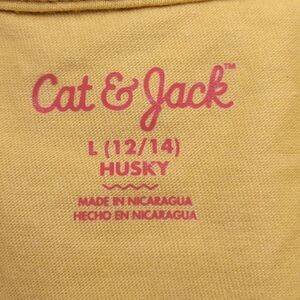 Cat & Jack™
L (12/14)
HUSKY
MADE IN NICARAGUA
HECHO EN NICARAGUA